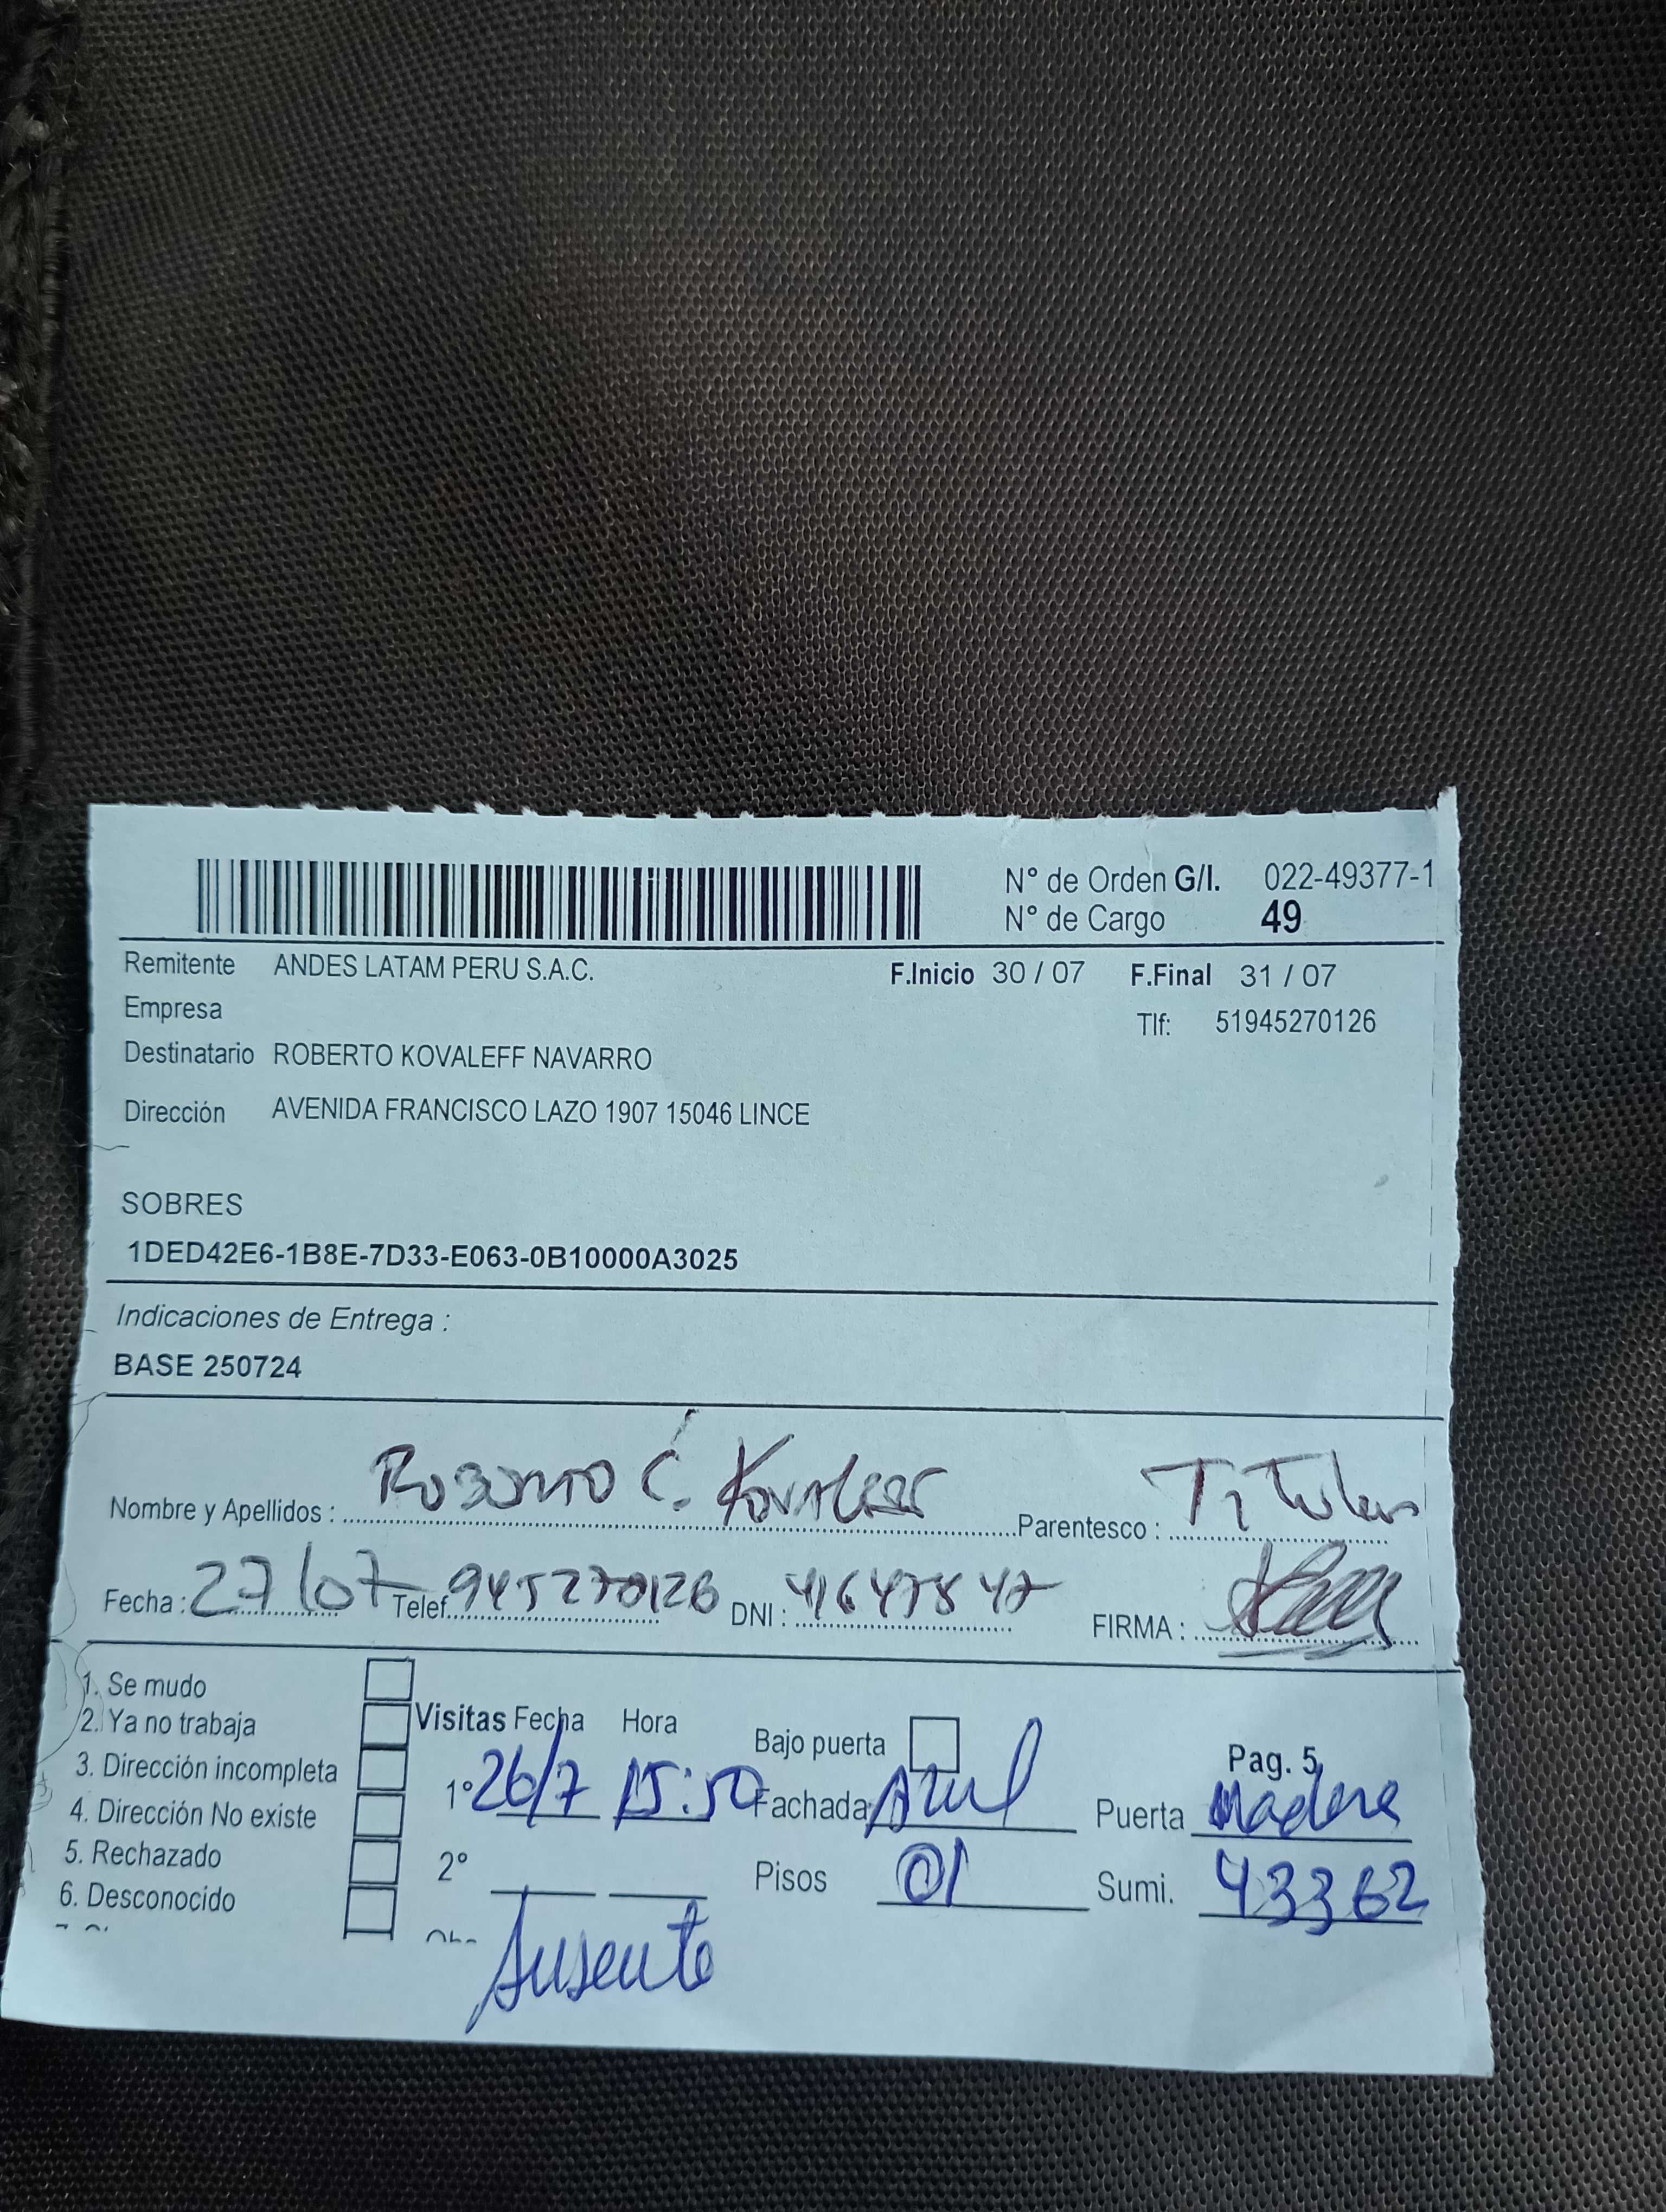 N° de Orden G/I. 022-49377-1
N° de Cargo 49
Remitente ANDES LATAM PERU S.A.C. F.Inicio 30 / 07 F.Final 31 / 07
Empresa Tlf: 51945270126
Destinatario ROBERTO KOVALEFF NAVARRO
Dirección AVENIDA FRANCISCO LAZO 1907 15046 LINCE
SOBRES
1DED42E6-1B8E-7D33-E063-0B10000A3025
Indicaciones de Entrega :
BASE 250724
Nombre y Apellidos : Roberto C. Kovaleff Parentesco : Titular
Fecha : 27/07 Telef. 945270126 DNI : 41647847 FIRMA :
1. Se mudo
2. Ya no trabaja
3. Dirección incompleta
4. Dirección No existe
5. Rechazado
6. Desconocido
Visitas Fecha Hora Bajo puerta Pag. 5
1° 26/7 15:50 Fachada Azul Puerta Madera
2° Pisos 01 Sumi. 43362
Ausente